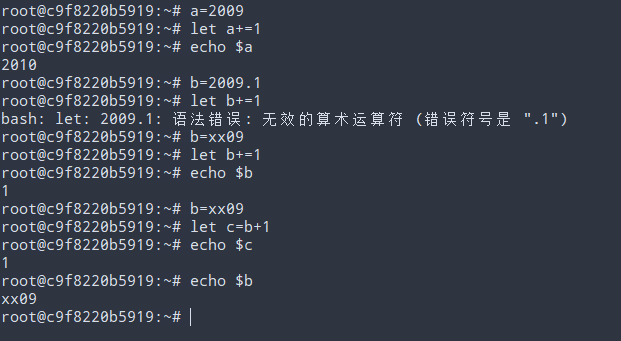 root@c9f8220b5919:~# a=2009
root@c9f8220b5919:~# let a+=1
root@c9f8220b5919:~# echo $a
2010
root@c9f8220b5919:~# b=2009.1
root@c9f8220b5919:~# let b+=1
bash: let: 2009.1: 语法错误: 无效的算术运算符 (错误符号是 ".1")
root@c9f8220b5919:~# b=xx09
root@c9f8220b5919:~# let b+=1
root@c9f8220b5919:~# echo $b
1
root@c9f8220b5919:~# b=xx09
root@c9f8220b5919:~# let c=b+1
root@c9f8220b5919:~# echo $c
1
root@c9f8220b5919:~# echo $b
xx09
root@c9f8220b5919:~#